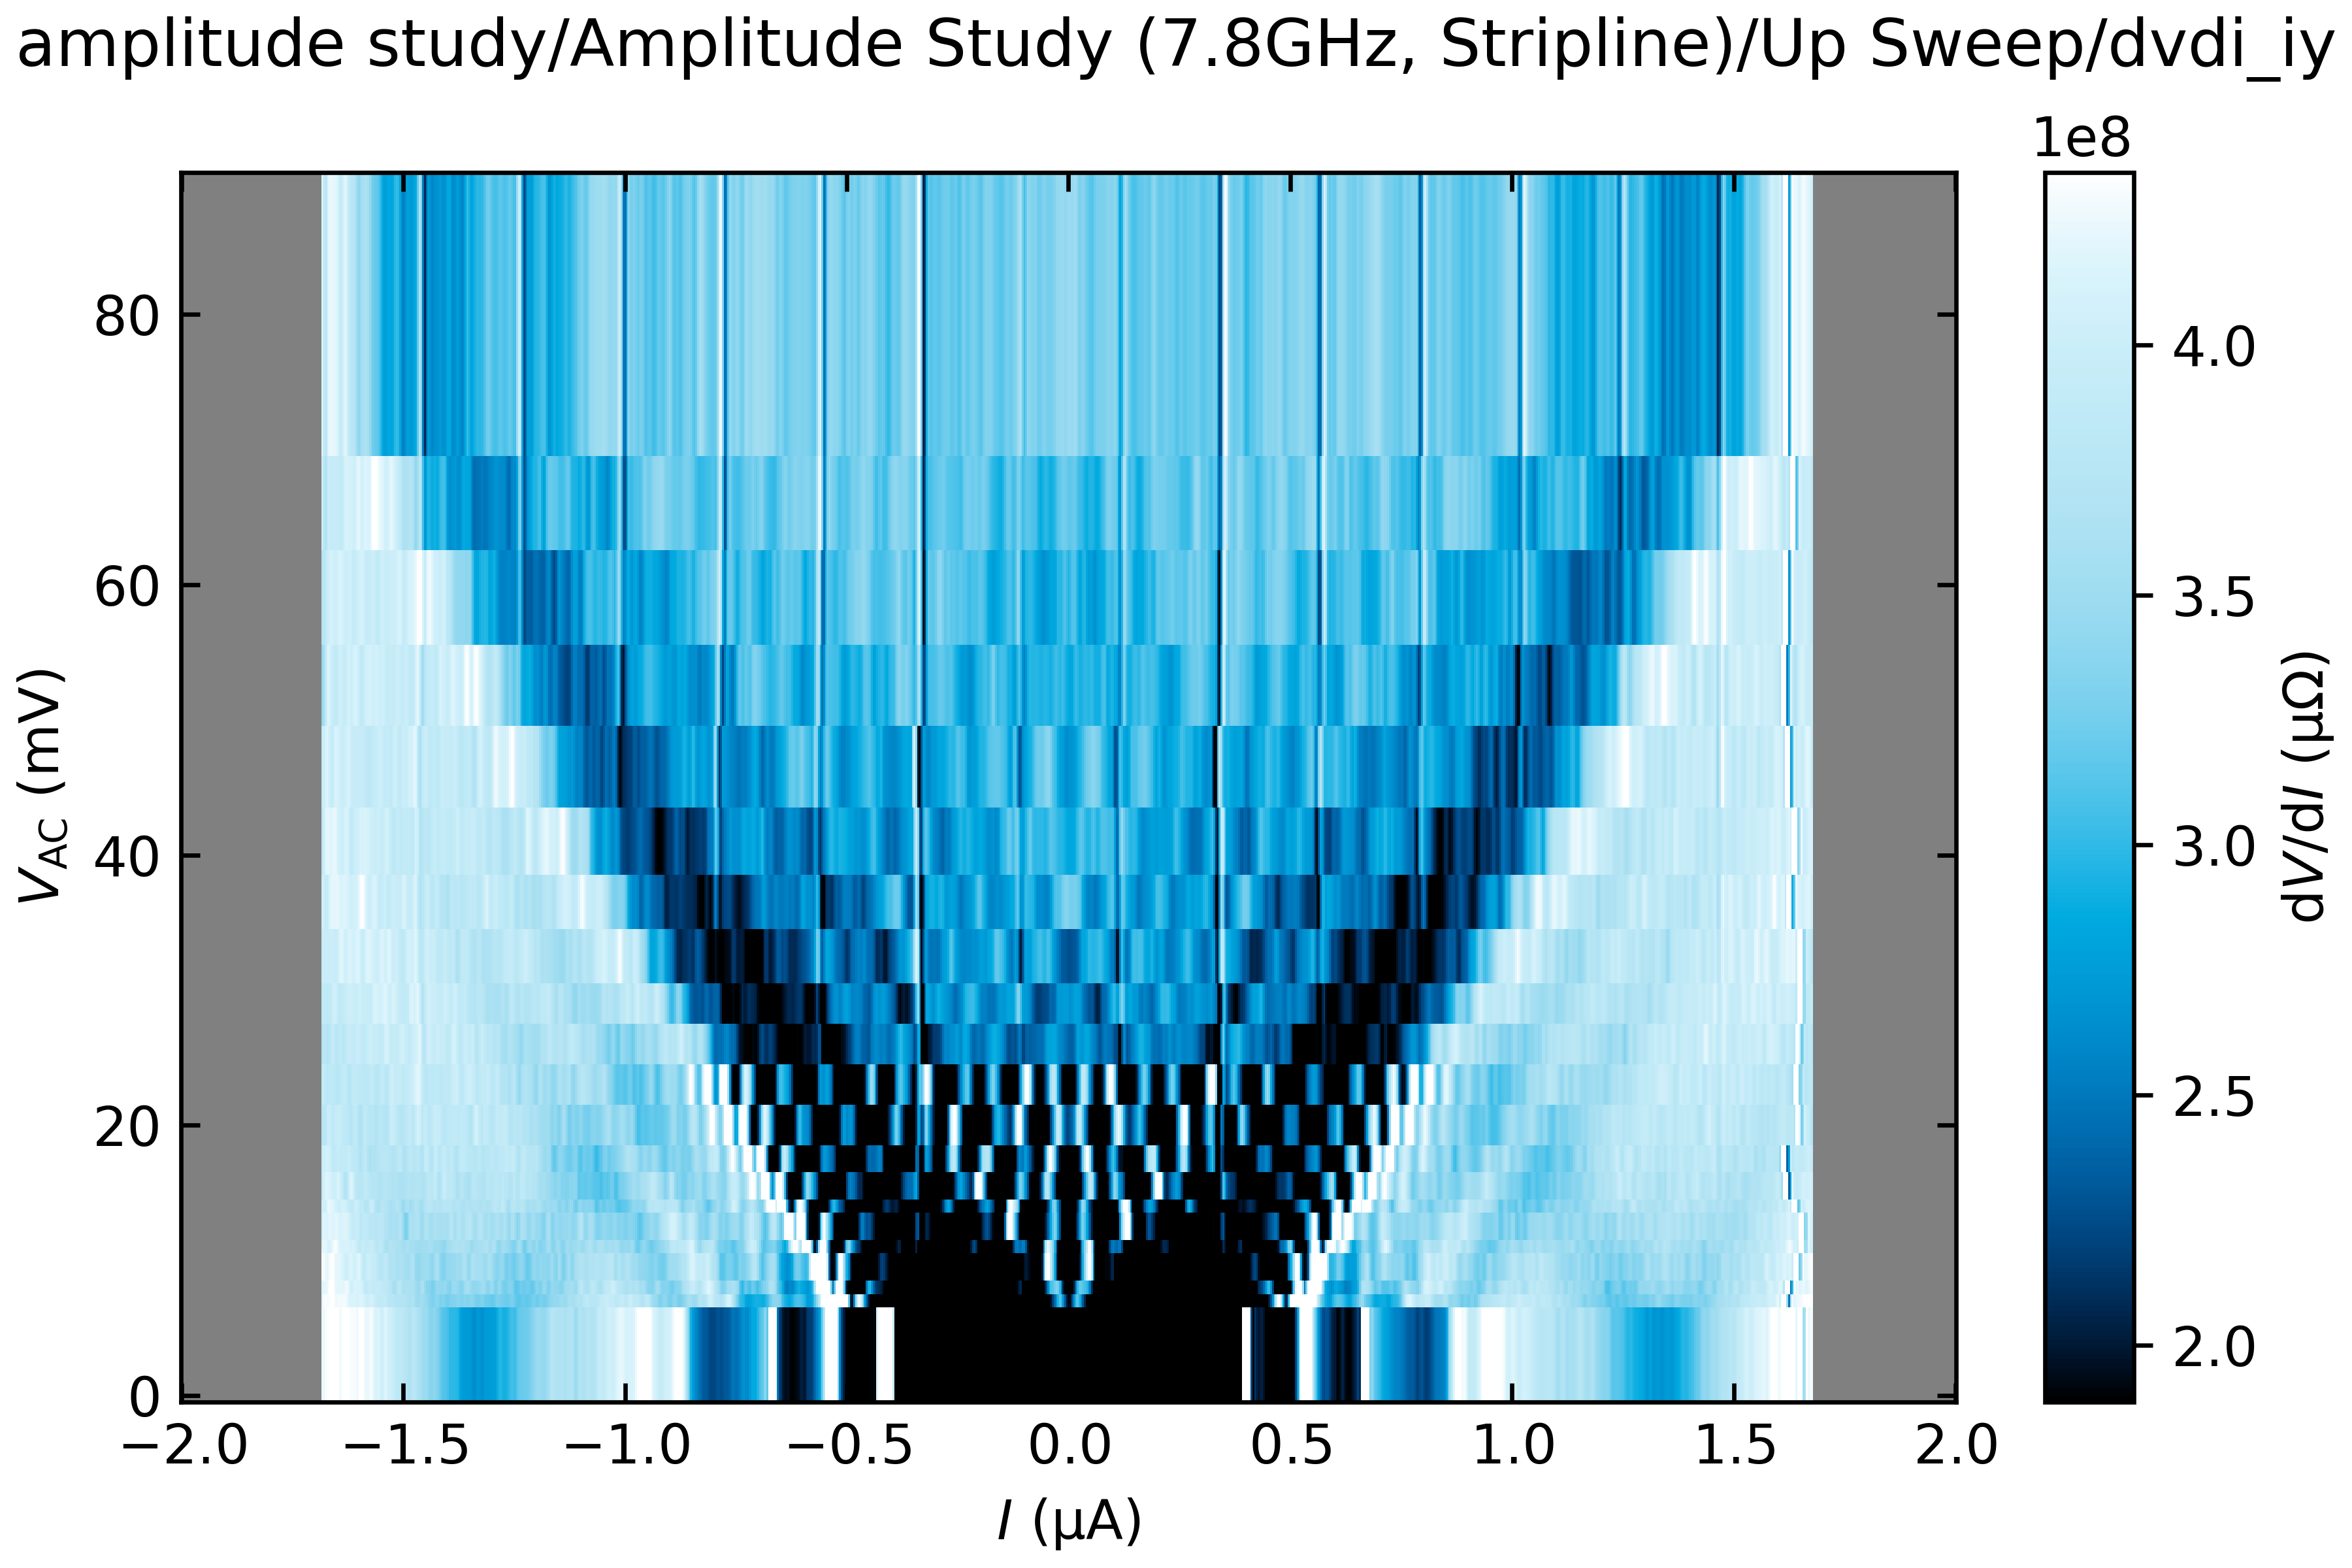 amplitude study/Amplitude Study (7.8GHz, Stripline)/Up Sweep/dvdi_iy
1e8
80
60
40
20
0
V_AC (mV)
−2.0 −1.5 −1.0 −0.5 0.0 0.5 1.0 1.5 2.0
I (µA)
4.0
3.5
3.0
2.5
2.0
dV/dI (µΩ)